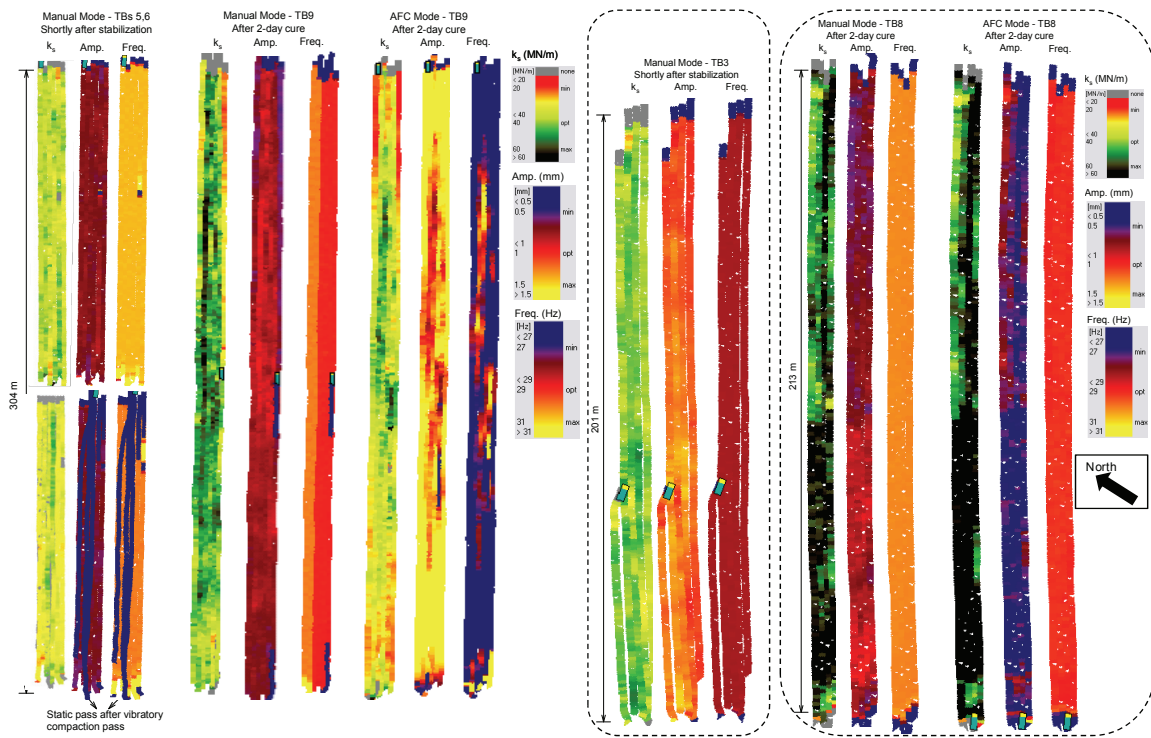 Manual Mode - TBs 5,6
Shortly after stabilization
ks Amp. Freq.
304 m
Static pass after vibratory
compaction pass
Manual Mode - TB9
After 2-day cure
ks Amp. Freq.
AFC Mode - TB9
After 2-day cure
ks Amp. Freq.
ks (MN/m)
[MN/m] none
< 20
20 min
< 40
40 opt
60 max
> 60
Amp. (mm)
[mm]
< 0.5
0.5 min
< 1
1 opt
1.5 max
> 1.5
Freq. (Hz)
[Hz]
< 27
27 min
< 29
29 opt
31 max
> 31
Manual Mode - TB3
Shortly after stabilization
ks Amp. Freq.
201 m
Manual Mode - TB8
After 2-day cure
ks Amp. Freq.
213 m
AFC Mode - TB8
After 2-day cure
ks Amp. Freq.
ks (MN/m)
[MN/m] none
< 20
20 min
< 40
40 opt
60 max
> 60
Amp. (mm)
[mm]
< 0.5
0.5 min
< 1
1 opt
1.5 max
> 1.5
Freq. (Hz)
[Hz]
< 27
27 min
< 29
29 opt
31 max
> 31
North